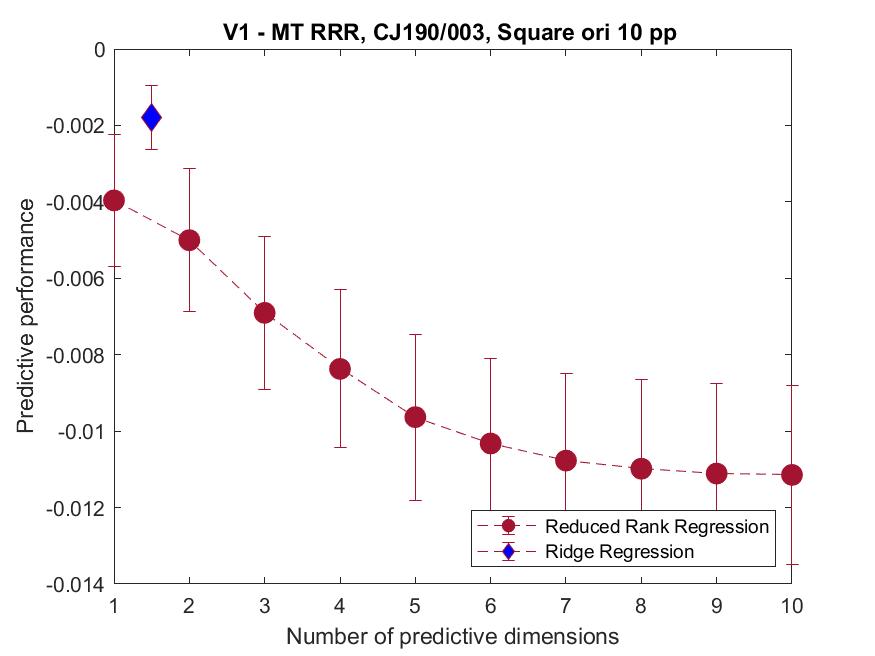 V1 - MT RRR, CJ190/003, Square ori 10 pp
0
-0.002
-0.004
-0.006
-0.008
-0.01
-0.012
-0.014
Predictive performance
Reduced Rank Regression
Ridge Regression
1 2 3 4 5 6 7 8 9 10
Number of predictive dimensions